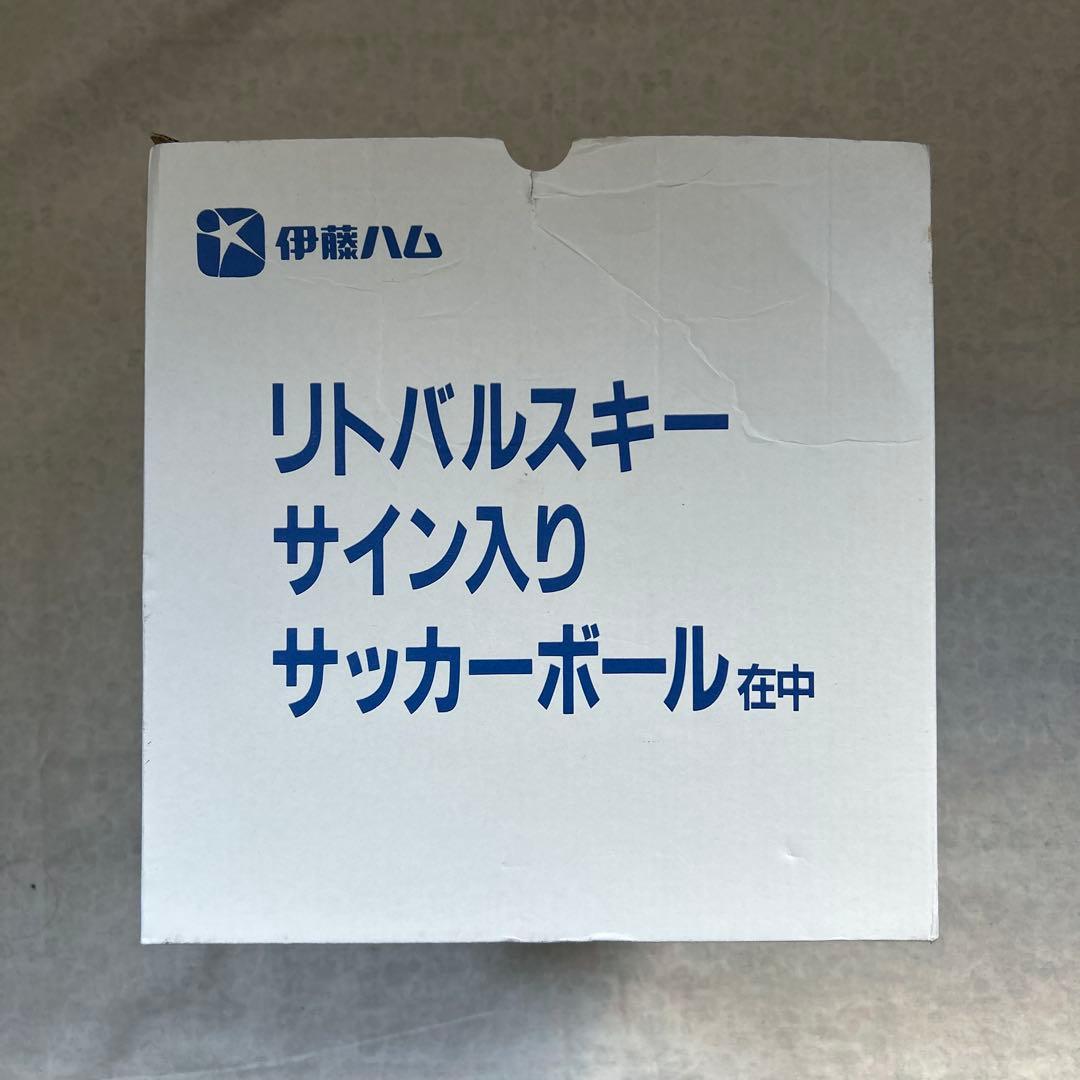 伊藤ハム
リトバルスキー
サイン入り
サッカーボール在中